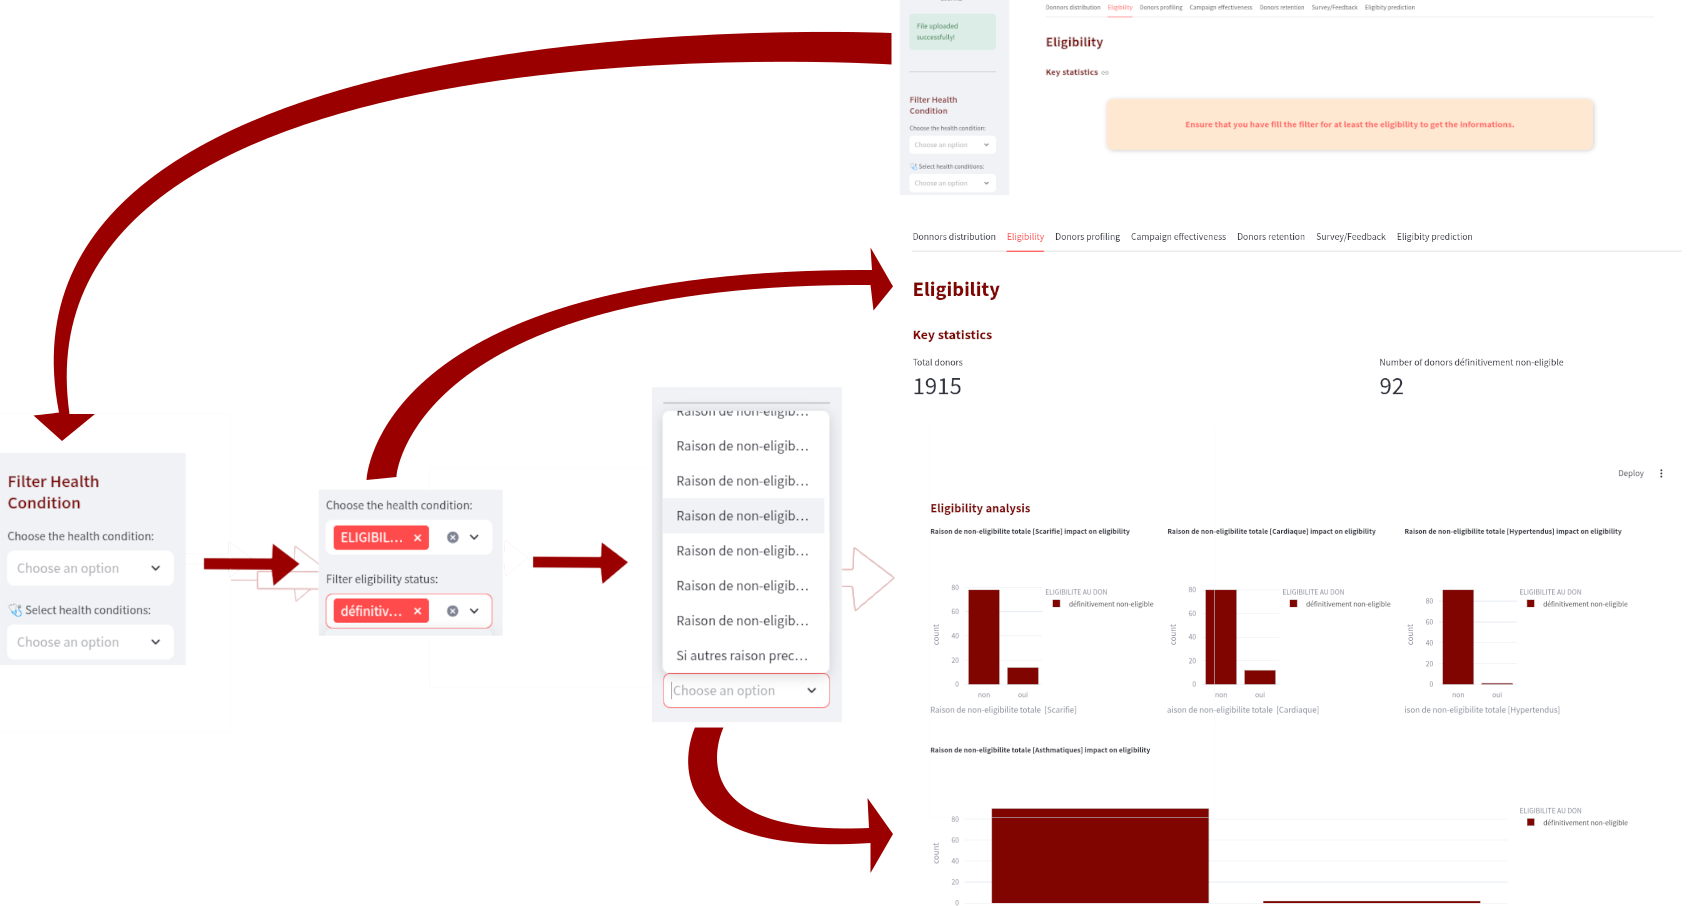 File uploaded
successfully!
Filter Health
Condition
Choose the health condition:
Choose an option
🩺 Select health conditions:
Choose an option
Donnors distribution Eligibility Donors profiling Campaign effectiveness Donors retention Survey/Feedback Eligibity prediction
Eligibility
Key statistics
Ensure that you have fill the filter for at least the eligibility to get the informations.
Donnors distribution Eligibility Donors profiling Campaign effectiveness Donors retention Survey/Feedback Eligibity prediction
Eligibility
Key statistics
Total donors
1915
Number of donors définitivement non-eligible
92
Filter Health
Condition
Choose the health condition:
Choose an option
🩺 Select health conditions:
Choose an option
Choose the health condition:
ELIGIBIL... ×
Filter eligibility status:
définitiv... ×
Raison de non-eligib...
Raison de non-eligib...
Raison de non-eligib...
Raison de non-eligib...
Raison de non-eligib...
Raison de non-eligib...
Raison de non-eligib...
Si autres raison prec...
Choose an option
Deploy
Eligibility analysis
Raison de non-eligibilite totale [Scarifie] impact on eligibility
80
60
40
20
0
count
non oui
Raison de non-eligibilite totale [Scarifie]
ELIGIBILITE AU DON
définitivement non-eligible
Raison de non-eligibilite totale [Cardiaque] impact on eligibility
80
60
40
20
0
count
non oui
aison de non-eligibilite totale [Cardiaque]
ELIGIBILITE AU DON
définitivement non-eligible
Raison de non-eligibilite totale [Hypertendus] impact on eligibility
80
60
40
20
0
count
non oui
ison de non-eligibilite totale [Hypertendus]
ELIGIBILITE AU DON
définitivement non-eligible
Raison de non-eligibilite totale [Asthmatiques] impact on eligibility
80
60
40
20
0
count
ELIGIBILITE AU DON
définitivement non-eligible